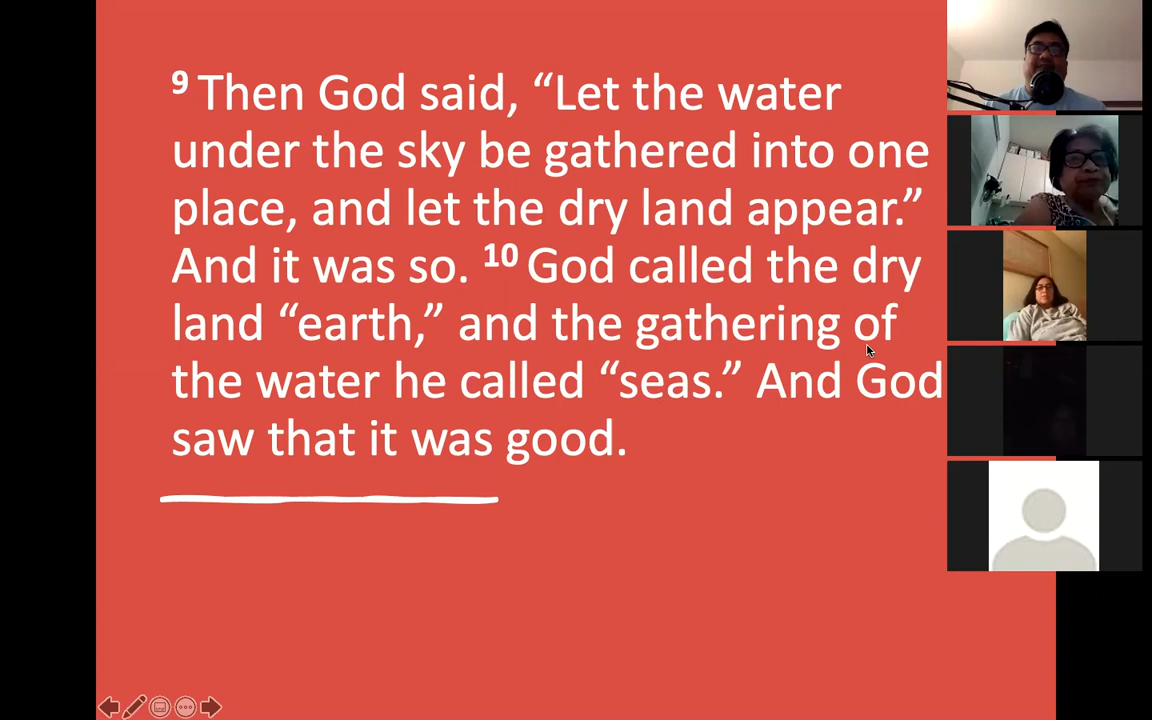 9 Then God said, “Let the water
under the sky be gathered into one
place, and let the dry land appear.”
And it was so. 10 God called the dry
land “earth,” and the gathering of
the water he called “seas.” And God
saw that it was good.